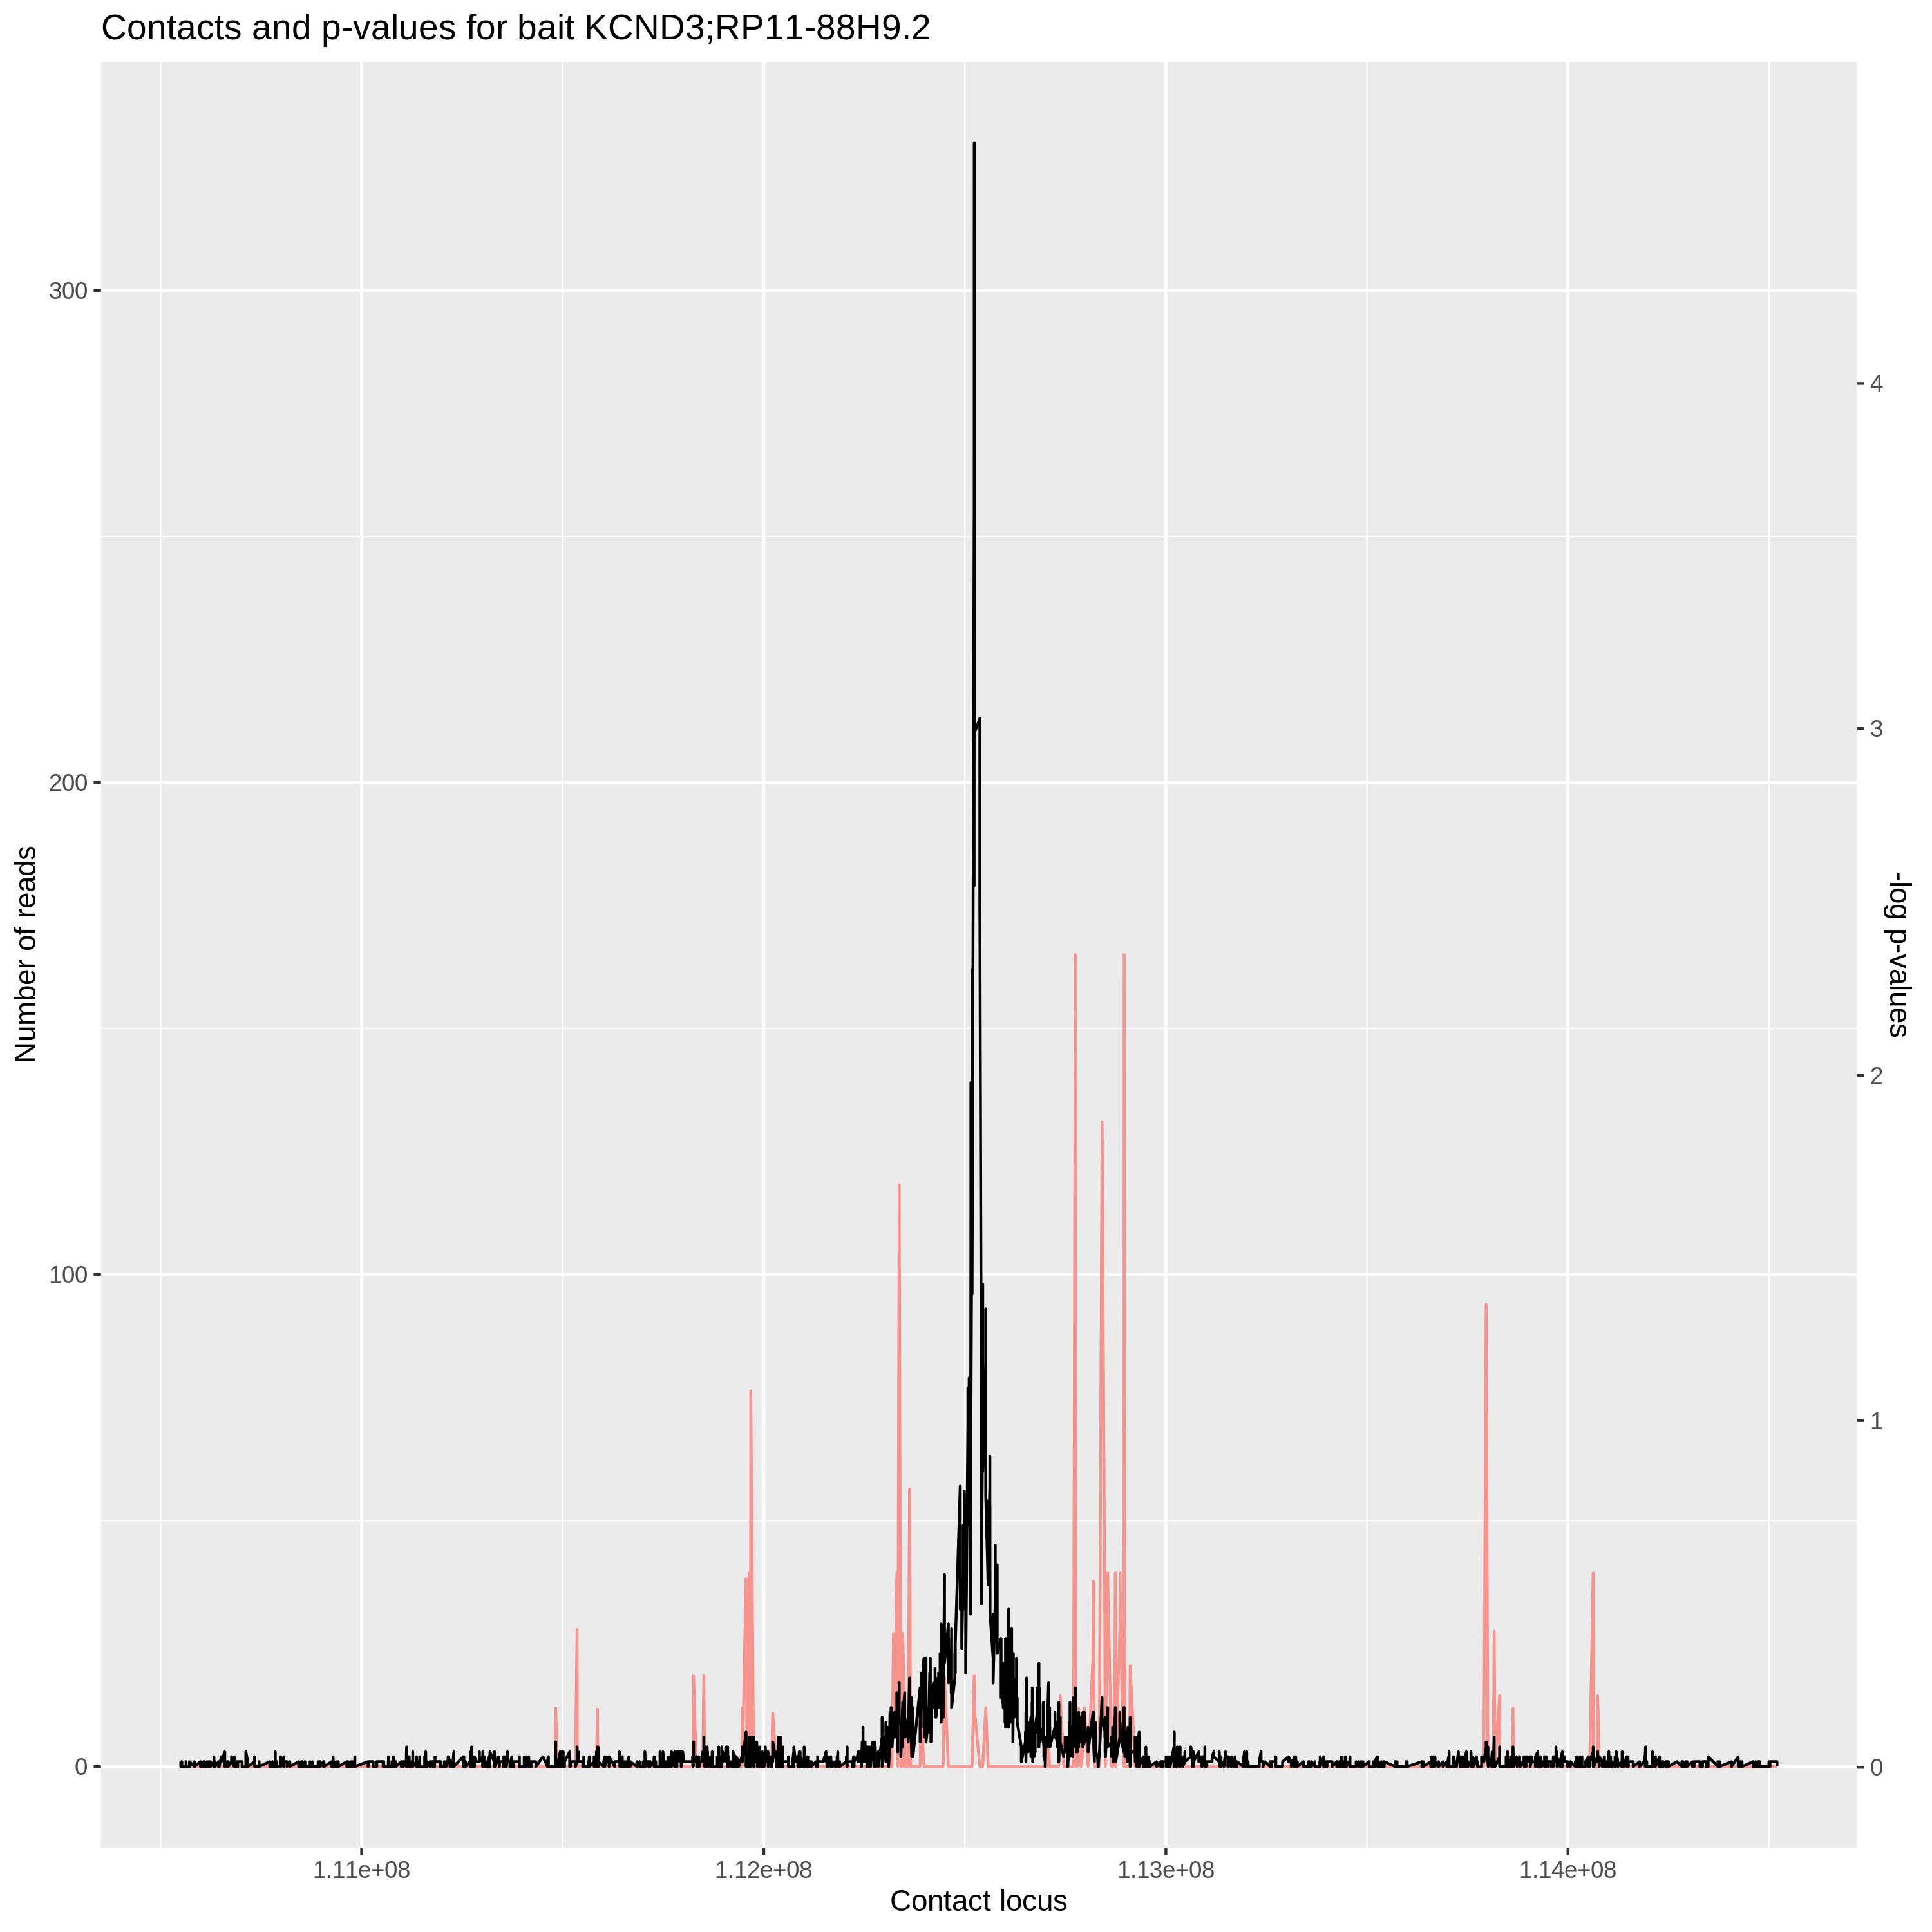 Contacts and p-values for bait KCND3;RP11-88H9.2
300
200
100
0
4
3
2
1
0
Number of reads
-log p-values
1.11e+08
1.12e+08
1.13e+08
1.14e+08
Contact locus